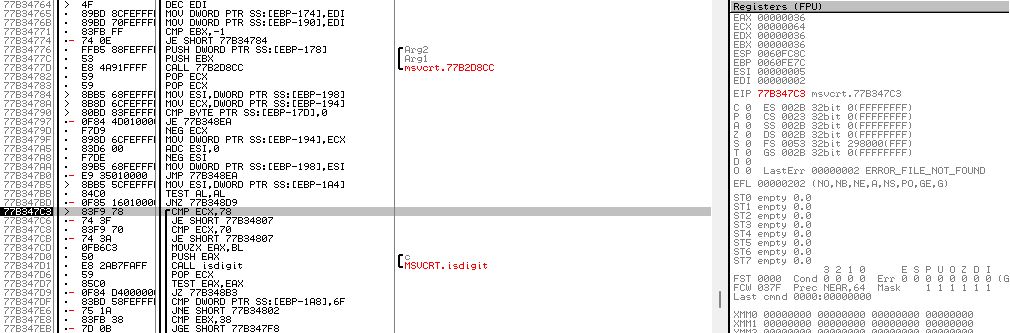 77B34764 > 4F DEC EDI
77B34765 • 89BD 8CFEFFFF MOV DWORD PTR SS:[EBP-174],EDI
77B3476B • 89BD 70FEFFFF MOV DWORD PTR SS:[EBP-190],EDI
77B34771 • 83FB FF CMP EBX,-1
77B34774 •- 74 0E JE SHORT 77B34784
77B34776 • FFB5 88FEFFFF PUSH DWORD PTR SS:[EBP-178] Arg2
77B3477C • 53 PUSH EBX Arg1
77B3477D • E8 4A91FFFF CALL 77B2D8CC msvcrt.77B2D8CC
77B34782 • 59 POP ECX
77B34783 • 59 POP ECX
77B34784 > 8BB5 68FEFFFF MOV ESI,DWORD PTR SS:[EBP-198]
77B3478A • 8B8D 6CFEFFFF MOV ECX,DWORD PTR SS:[EBP-194]
77B34790 > 80BD 83FEFFFF CMP BYTE PTR SS:[EBP-17D],0
77B34797 •- 0F84 4D010000 JE 77B348EA
77B3479D • F7D9 NEG ECX
77B3479F • 898D 6CFEFFFF MOV DWORD PTR SS:[EBP-194],ECX
77B347A5 • 83D6 00 ADC ESI,0
77B347A8 • F7DE NEG ESI
77B347AA • 89B5 68FEFFFF MOV DWORD PTR SS:[EBP-198],ESI
77B347B0 •- E9 35010000 JMP 77B348EA
77B347B5 > 8BB5 5CFEFFFF MOV ESI,DWORD PTR SS:[EBP-1A4]
77B347BB • 84C0 TEST AL,AL
77B347BD •- 0F85 16010000 JNZ 77B348D9
77B347C3 > 83F9 78 CMP ECX,78
77B347C6 •- 74 3F JE SHORT 77B34807
77B347C8 • 83F9 70 CMP ECX,70
77B347CB •- 74 3A JE SHORT 77B34807
77B347CD • 0FB6C3 MOVZX EAX,BL
77B347D0 • 50 PUSH EAX c
77B347D1 • E8 2AB7FAFF CALL isdigit MSVCRT.isdigit
77B347D6 • 59 POP ECX
77B347D7 • 85C0 TEST EAX,EAX
77B347D9 •- 0F84 D4000000 JZ 77B348B3
77B347DF • 83BD 58FEFFFF CMP DWORD PTR SS:[EBP-1A8],6F
77B347E6 •- 75 1A JNE SHORT 77B34802
77B347E8 • 83FB 38 CMP EBX,38
77B347EB •- 7D 0B JGE SHORT 77B347F8
Registers (FPU)
EAX 00000036
ECX 00000064
EDX 00000036
EBX 00000036
ESP 0060FC8C
EBP 0060FE7C
ESI 00000005
EDI 00000002
EIP 77B347C3 msvcrt.77B347C3
C 0 ES 002B 32bit 0(FFFFFFFF)
P 0 CS 0023 32bit 0(FFFFFFFF)
A 0 SS 002B 32bit 0(FFFFFFFF)
Z 0 DS 002B 32bit 0(FFFFFFFF)
S 0 FS 0053 32bit 298000(FFF)
T 0 GS 002B 32bit 0(FFFFFFFF)
D 0
O 0 LastErr 00000002 ERROR_FILE_NOT_FOUND
EFL 00000202 (NO,NB,NE,A,NS,PO,GE,G)
ST0 empty 0.0
ST1 empty 0.0
ST2 empty 0.0
ST3 empty 0.0
ST4 empty 0.0
ST5 empty 0.0
ST6 empty 0.0
ST7 empty 0.0
3 2 1 0 E S P U O Z D I
FST 0000 Cond 0 0 0 0 Err 0 0 0 0 0 0 0 0 (G
FCW 037F Prec NEAR,64 Mask 1 1 1 1 1 1
Last cmnd 0000:00000000
XMM0 00000000 00000000 00000000 00000000
XMM1 00000000 00000000 00000000 00000000